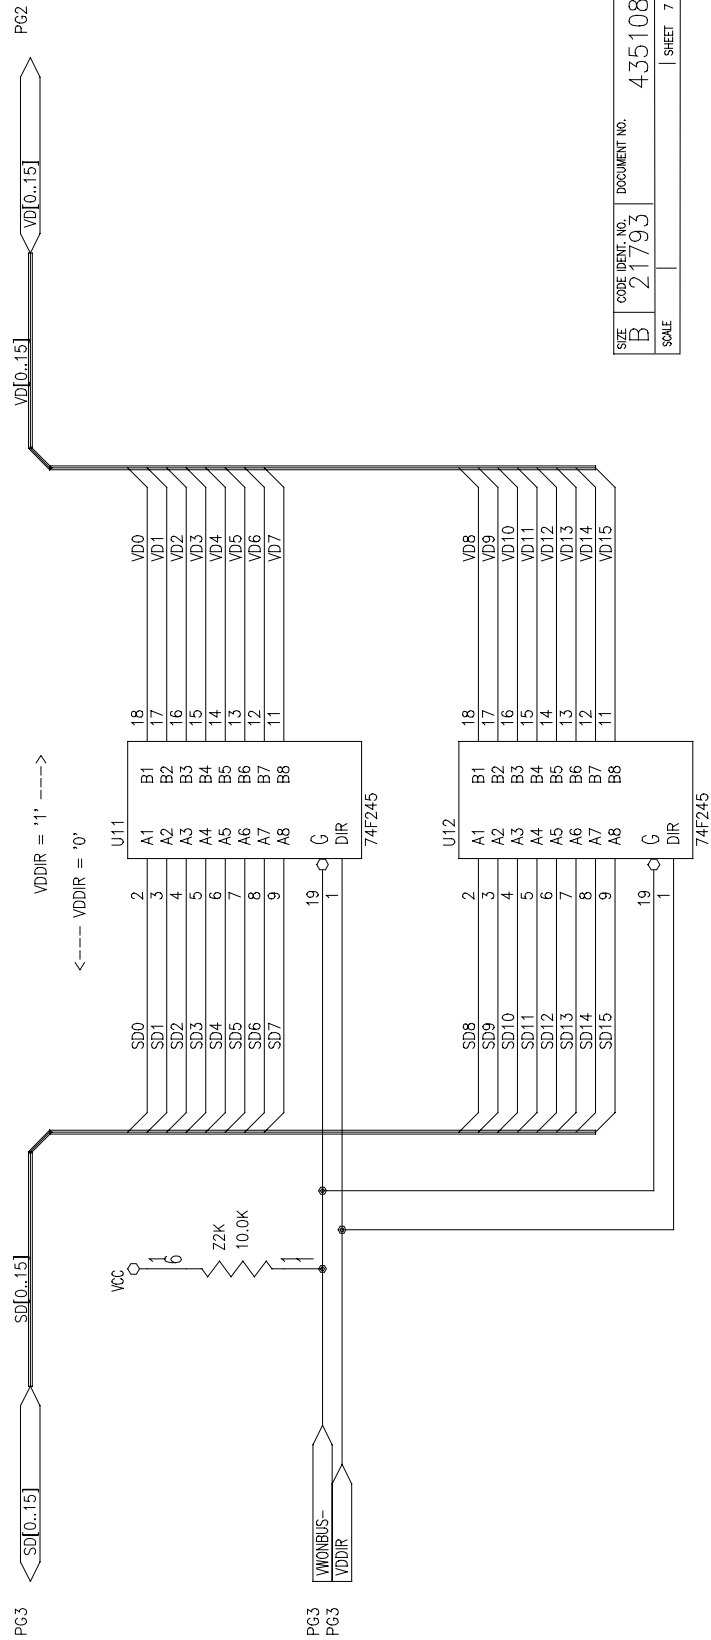 PG3
SD[0..15]
SD[0..15]
VD[0..15]
VD[0..15]
PG2
VDDIR = '1' --->
<--- VDDIR = '0'
VCC
16
Z2K
10.0K
11
U11
SD0 2 A1 B1 18 VD0
SD1 3 A2 B2 17 VD1
SD2 4 A3 B3 16 VD2
SD3 5 A4 B4 15 VD3
SD4 6 A5 B5 14 VD4
SD5 7 A6 B6 13 VD5
SD6 8 A7 B7 12 VD6
SD7 9 A8 B8 11 VD7
PG3 VWONBUS- 19 G
PG3 VDDIR 1 DIR
74F245
U12
SD8 2 A1 B1 18 VD8
SD9 3 A2 B2 17 VD9
SD10 4 A3 B3 16 VD10
SD11 5 A4 B4 15 VD11
SD12 6 A5 B5 14 VD12
SD13 7 A6 B6 13 VD13
SD14 8 A7 B7 12 VD14
SD15 9 A8 B8 11 VD15
19 G
1 DIR
74F245
SIZE CODE IDENT. NO. DOCUMENT NO.
B 21793 435108
SCALE SHEET 7